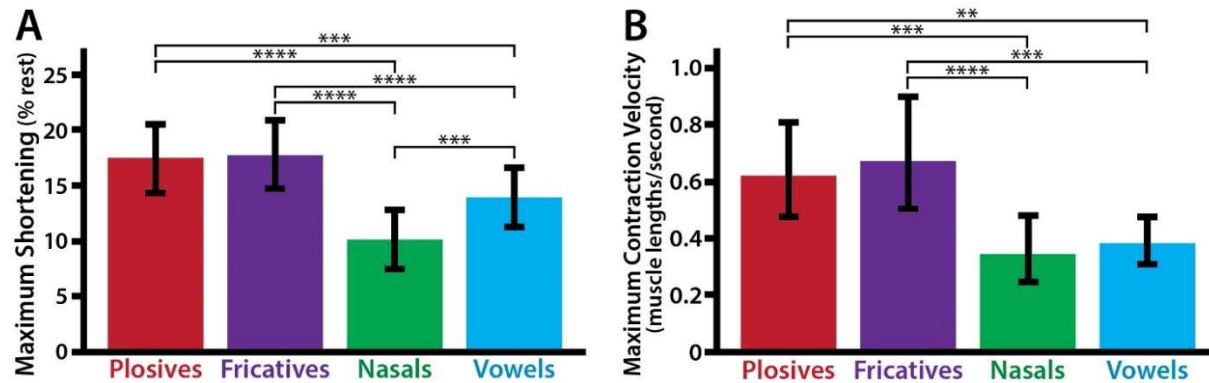 A
Maximum Shortening (% rest)
25
20
15
10
5
0
***
****
****
****
***
Plosives
Fricatives
Nasals
Vowels
B
Maximum Contraction Velocity
(muscle lengths/second)
1.0
0.8
0.6
0.4
0.2
0
**
***
***
****
Plosives
Fricatives
Nasals
Vowels